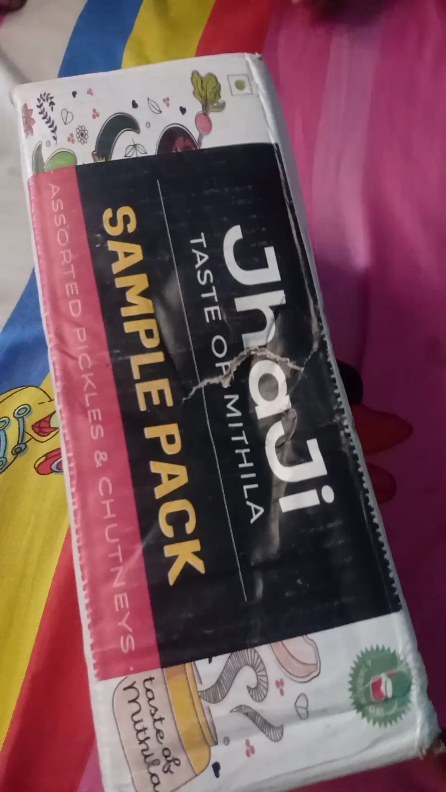 JhaJi
TASTE OF MITHILA
SAMPLE PACK
ASSORTED PICKLES & CHUTNEYS
taste of
Mithila